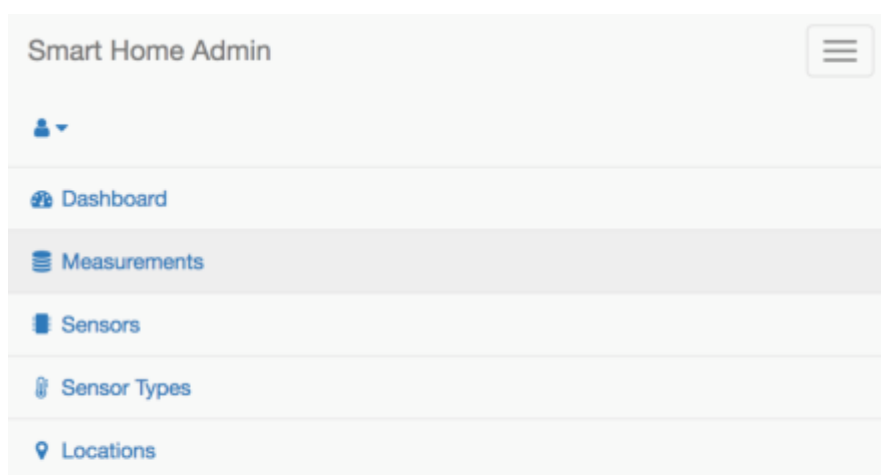 Smart Home Admin
Dashboard
Measurements
Sensors
Sensor Types
Locations